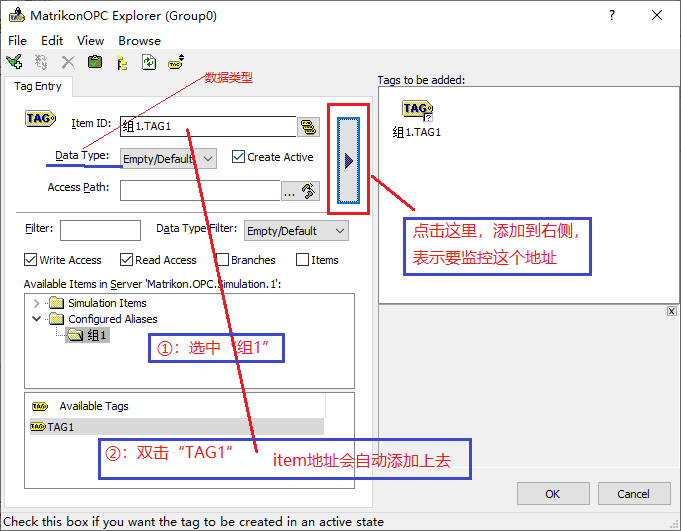 MatrikonOPC Explorer (Group0)
File Edit View Browse
Tag Entry
数据类型
Tags to be added:
TAG
Item ID: 组1.TAG1
TAG
组1.TAG1
Data Type: Empty/Default Create Active
Access Path: ...
点击这里，添加到右侧，
表示要监控这个地址
Filter: Data Type Filter: Empty/Default
Write Access Read Access Branches Items
Available Items in Server 'Matrikon.OPC.Simulation.1':
Simulation Items
Configured Aliases
组1
①：选中“组1”
Available Tags
TAG1
②：双击“TAG1” item地址会自动添加上去
OK Cancel
Check this box if you want the tag to be created in an active state